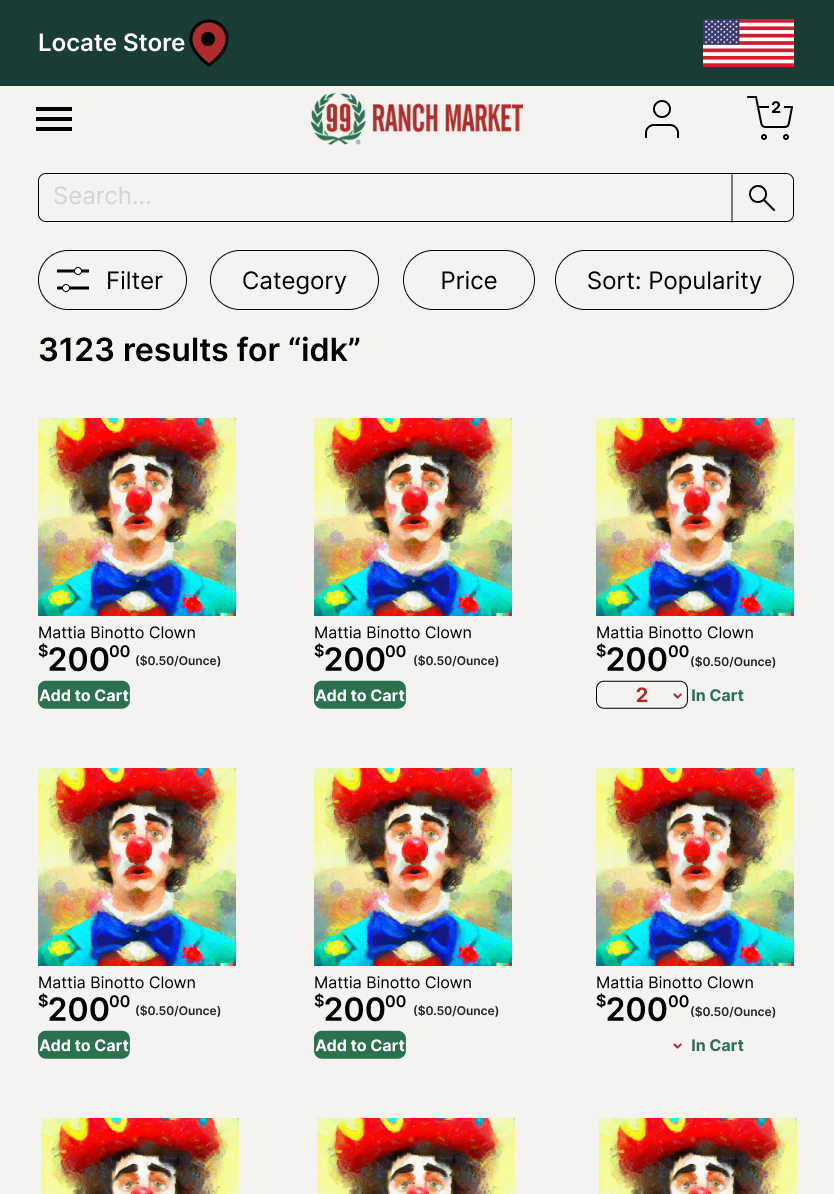 Locate Store
99 RANCH MARKET
2
Search...
Filter Category Price Sort: Popularity
3123 results for “idk”
Mattia Binotto Clown Mattia Binotto Clown Mattia Binotto Clown
$200 00 ($0.50/Ounce) $200 00 ($0.50/Ounce) $200 00 ($0.50/Ounce)
Add to Cart Add to Cart 2 In Cart
Mattia Binotto Clown Mattia Binotto Clown Mattia Binotto Clown
$200 00 ($0.50/Ounce) $200 00 ($0.50/Ounce) $200 00 ($0.50/Ounce)
Add to Cart Add to Cart In Cart